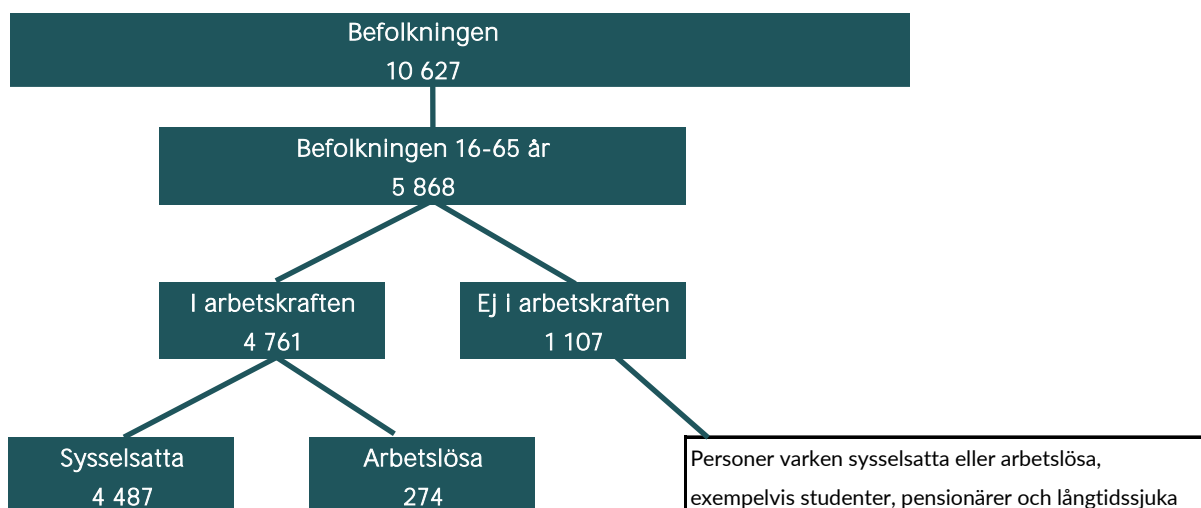 Befolkningen
10 627
Befolkningen 16-65 år
5 868
I arbetskraften
4 761
Ej i arbetskraften
1 107
Sysselsatta
4 487
Arbetslösa
274
Personer varken sysselsatta eller arbetslösa,
exempelvis studenter, pensionärer och långtidssjuka